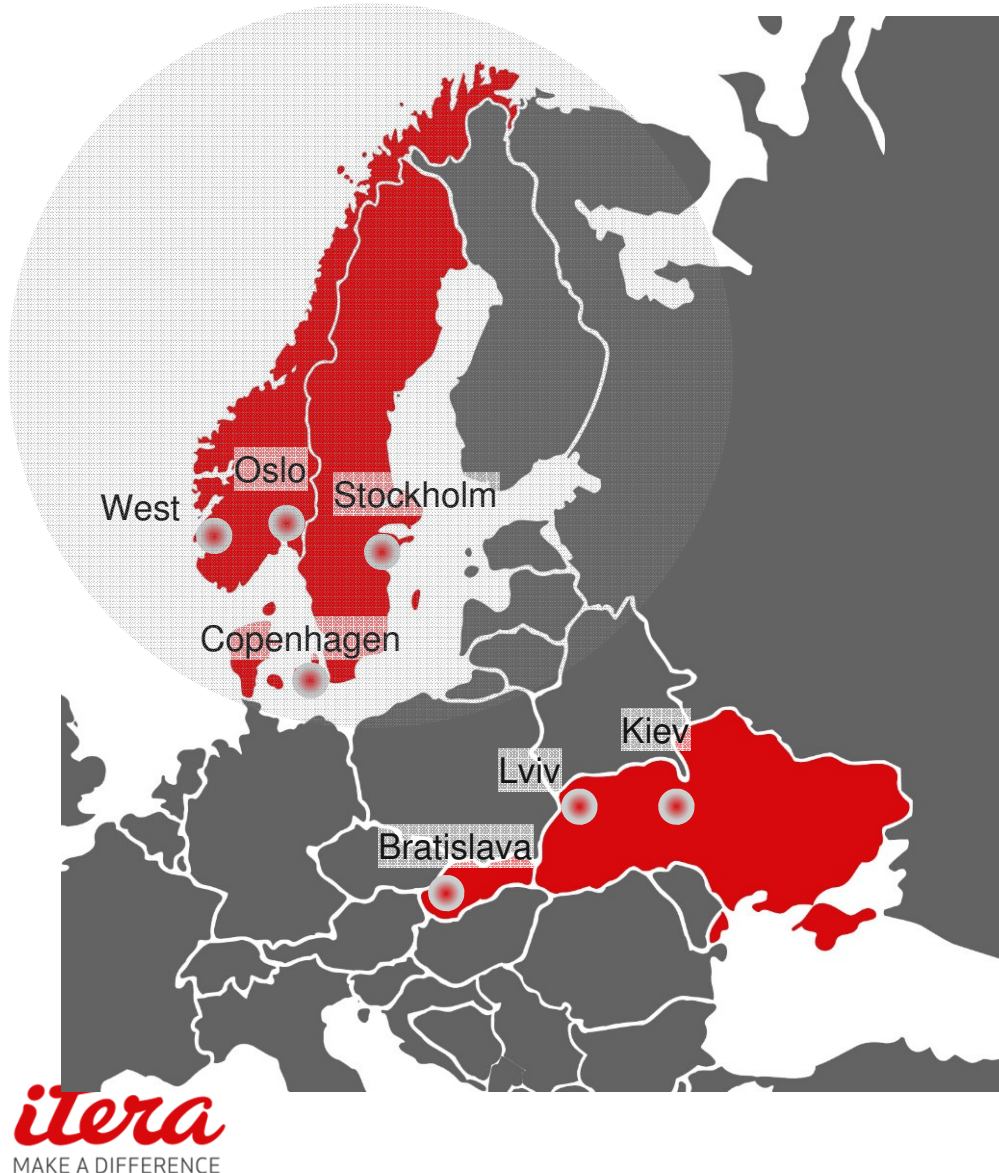 Oslo
Stockholm
West
Copenhagen
Kiev
Lviv
Bratislava
itera
MAKE A DIFFERENCE